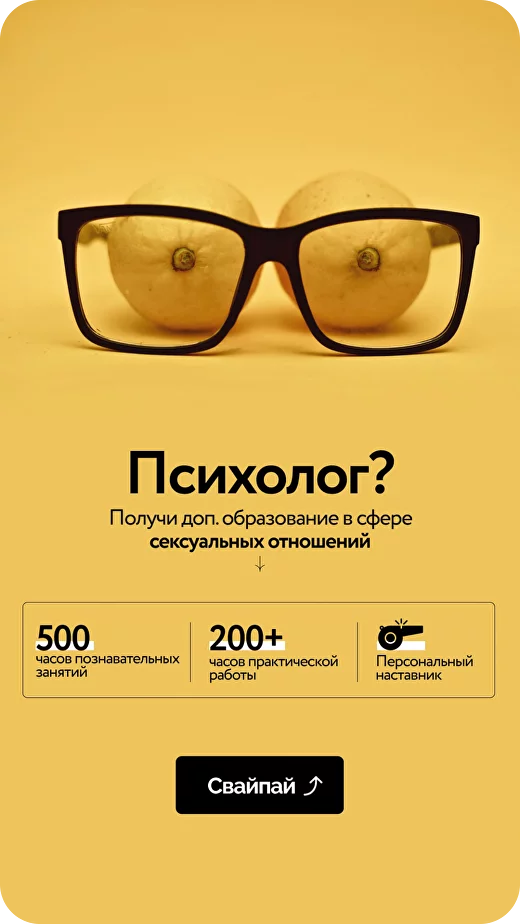 Психолог?
Получи доп. образование в сфере
сексуальных отношений
500
часов познавательных
занятий
200+
часов практической
работы
Персональный
наставник
Свайпай